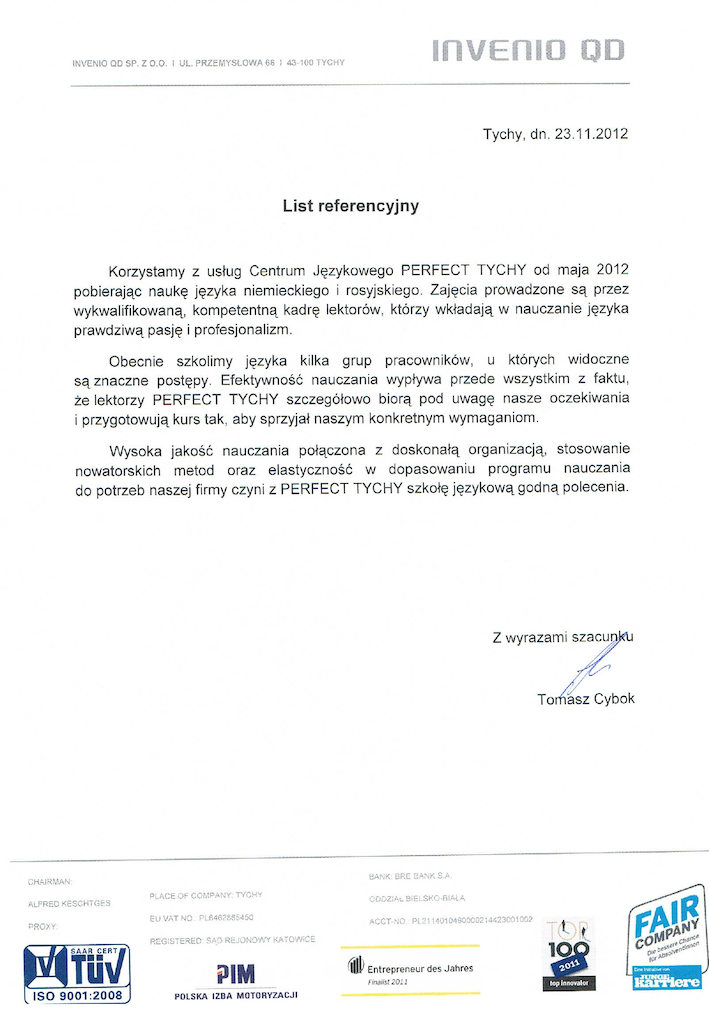 INVENIO QD SP. Z O.O. | UL. PRZEMYSŁOWA 68 | 43-100 TYCHY
INVENIO QD
Tychy, dn. 23.11.2012
List referencyjny
Korzystamy z usług Centrum Językowego PERFECT TYCHY od maja 2012
pobierając naukę języka niemieckiego i rosyjskiego. Zajęcia prowadzone są przez
wykwalifikowaną, kompetentną kadrę lektorów, którzy wkładają w nauczanie języka
prawdziwą pasję i profesjonalizm.
Obecnie szkolimy języka kilka grup pracowników, u których widoczne
są znaczne postępy. Efektywność nauczania wypływa przede wszystkim z faktu,
że lektorzy PERFECT TYCHY szczegółowo biorą pod uwagę nasze oczekiwania
i przygotowują kurs tak, aby sprzyjał naszym konkretnym wymaganiom.
Wysoka jakość nauczania połączona z doskonałą organizacją, stosowanie
nowatorskich metod oraz elastyczność w dopasowaniu programu nauczania
do potrzeb naszej firmy czyni z PERFECT TYCHY szkołę językową godną polecenia.
Z wyrazami szacunku
Tomasz Cybok
CHAIRMAN:
ALFRED KESCHTGES
PROXY:
PLACE OF COMPANY: TYCHY
EU VAT NO.: PL6462885450
REGISTERED: SĄD REJONOWY KATOWICE
BANK: BRE BANK S.A.
ODDZIAŁ BIELSKO-BIAŁA
ACCT-NO.: PL2114010490000214423001002
SAAR CERT
TÜV
ISO 9001:2008
PIM
POLSKA IZBA MOTORYZACJI
Entrepreneur des Jahres
Finalist 2011
TOP
100
2011
top innovator
FAIR
COMPANY
Die bessere Chance
für AbsolventInnen
Eine Initiative von
JUNGE
karriere